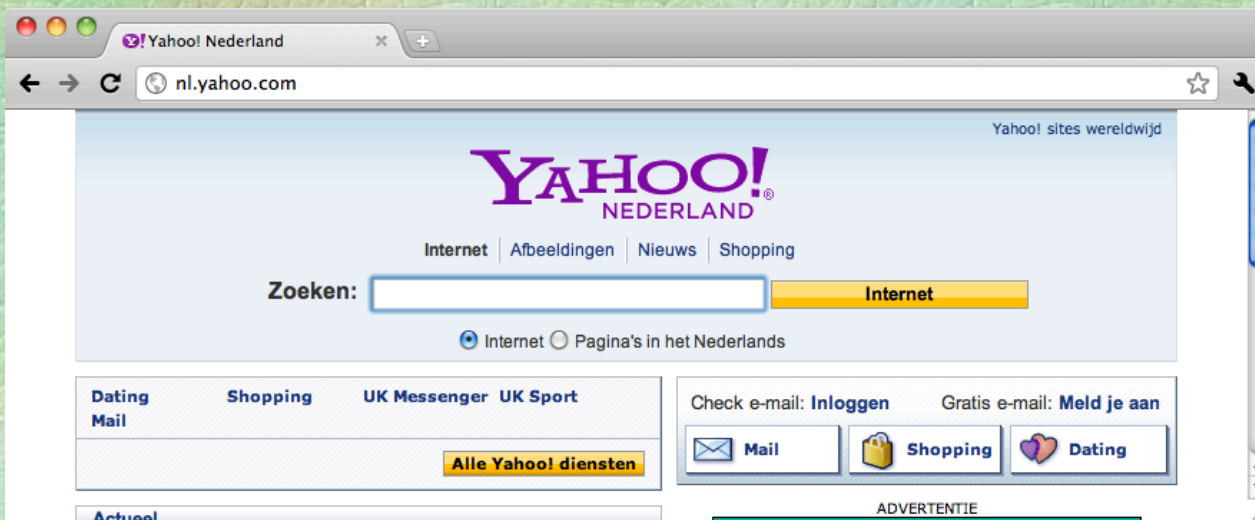 Yahoo! Nederland
nl.yahoo.com
Yahoo! sites wereldwijd
YAHOO!®
NEDERLAND
Internet Afbeeldingen Nieuws Shopping
Zoeken: Internet
Internet Pagina's in het Nederlands
Dating Shopping UK Messenger UK Sport
Mail
Alle Yahoo! diensten
Check e-mail: Inloggen Gratis e-mail: Meld je aan
Mail Shopping Dating
ADVERTENTIE
Actueel